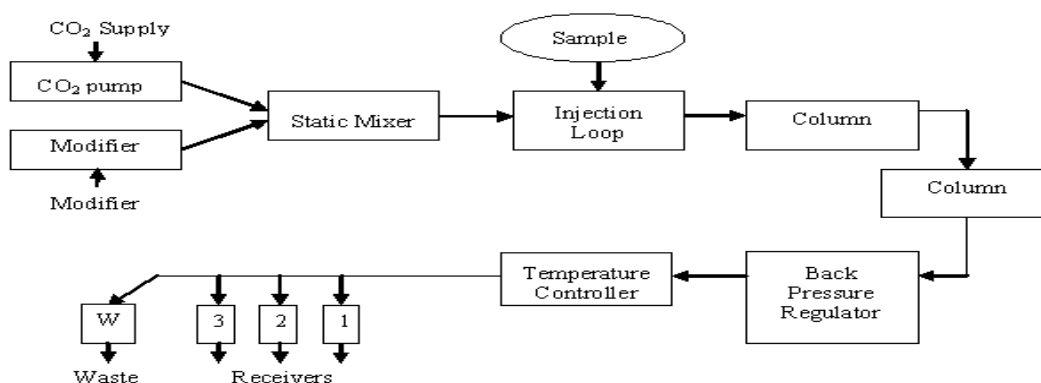 CO₂ Supply
CO₂ pump
Modifier
Modifier
Static Mixer
Sample
Injection
Loop
Column
Column
Back
Pressure
Regulator
Temperature
Controller
1
2
3
W
Waste
Receivers